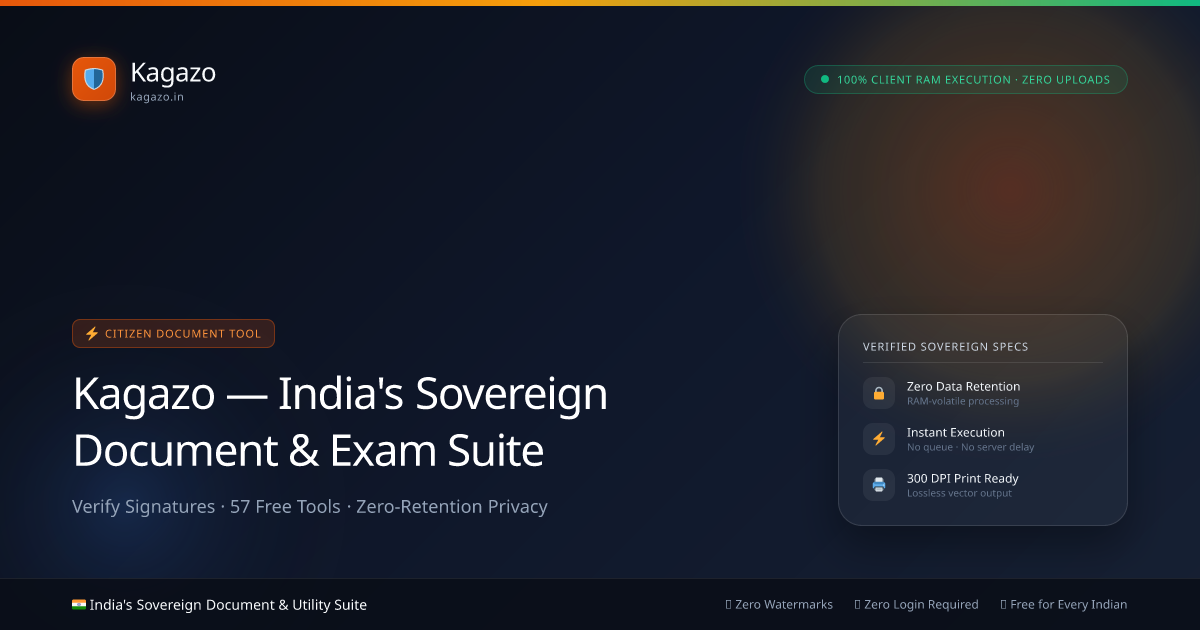 Kagazo
kagazo.in
100% CLIENT RAM EXECUTION · ZERO UPLOADS
⚡ CITIZEN DOCUMENT TOOL
Kagazo — India's Sovereign
Document & Exam Suite
Verify Signatures · 57 Free Tools · Zero-Retention Privacy
VERIFIED SOVEREIGN SPECS
Zero Data Retention
RAM-volatile processing
Instant Execution
No queue · No server delay
300 DPI Print Ready
Lossless vector output
🇮🇳 India's Sovereign Document & Utility Suite
Zero Watermarks
Zero Login Required
Free for Every Indian